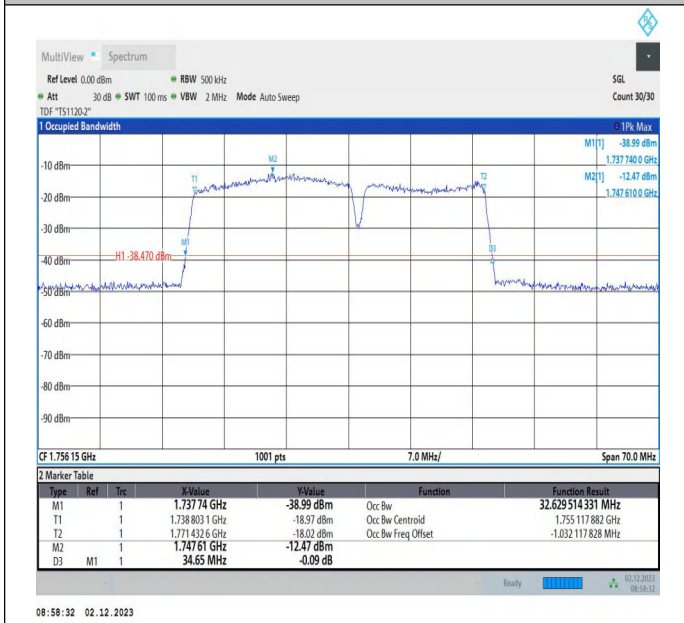 MultiView Spectrum
Ref Level 0.00 dBm RBW 500 kHz SGL
Att 30 dB SWT 100 ms VBW 2 MHz Mode Auto Sweep Count 30/30
TDF "TS1120-2"
1 Occupied Bandwidth 1Pk Max
M1[1] -38.99 dBm
1.737 740 0 GHz
M2[1] -12.47 dBm
1.747 610 0 GHz
M2
-10 dBm
T1 T2
-20 dBm
-30 dBm
M1 D3
H1 -38.470 dBm
-40 dBm
-50 dBm
-60 dBm
-70 dBm
-80 dBm
-90 dBm
CF 1.756 15 GHz 1001 pts 7.0 MHz/ Span 70.0 MHz
2 Marker Table
Type Ref Trc X-Value Y-Value Function Function Result
M1 1 1.737 74 GHz -38.99 dBm Occ Bw 32.629 514 331 MHz
T1 1 1.738 803 1 GHz -18.97 dBm Occ Bw Centroid 1.755 117 882 GHz
T2 1 1.771 432 6 GHz -18.02 dBm Occ Bw Freq Offset -1.032 117 828 MHz
M2 1 1.747 61 GHz -12.47 dBm
D3 M1 1 34.65 MHz -0.09 dB
Ready 02.12.2023
08:58:32
08:58:32 02.12.2023